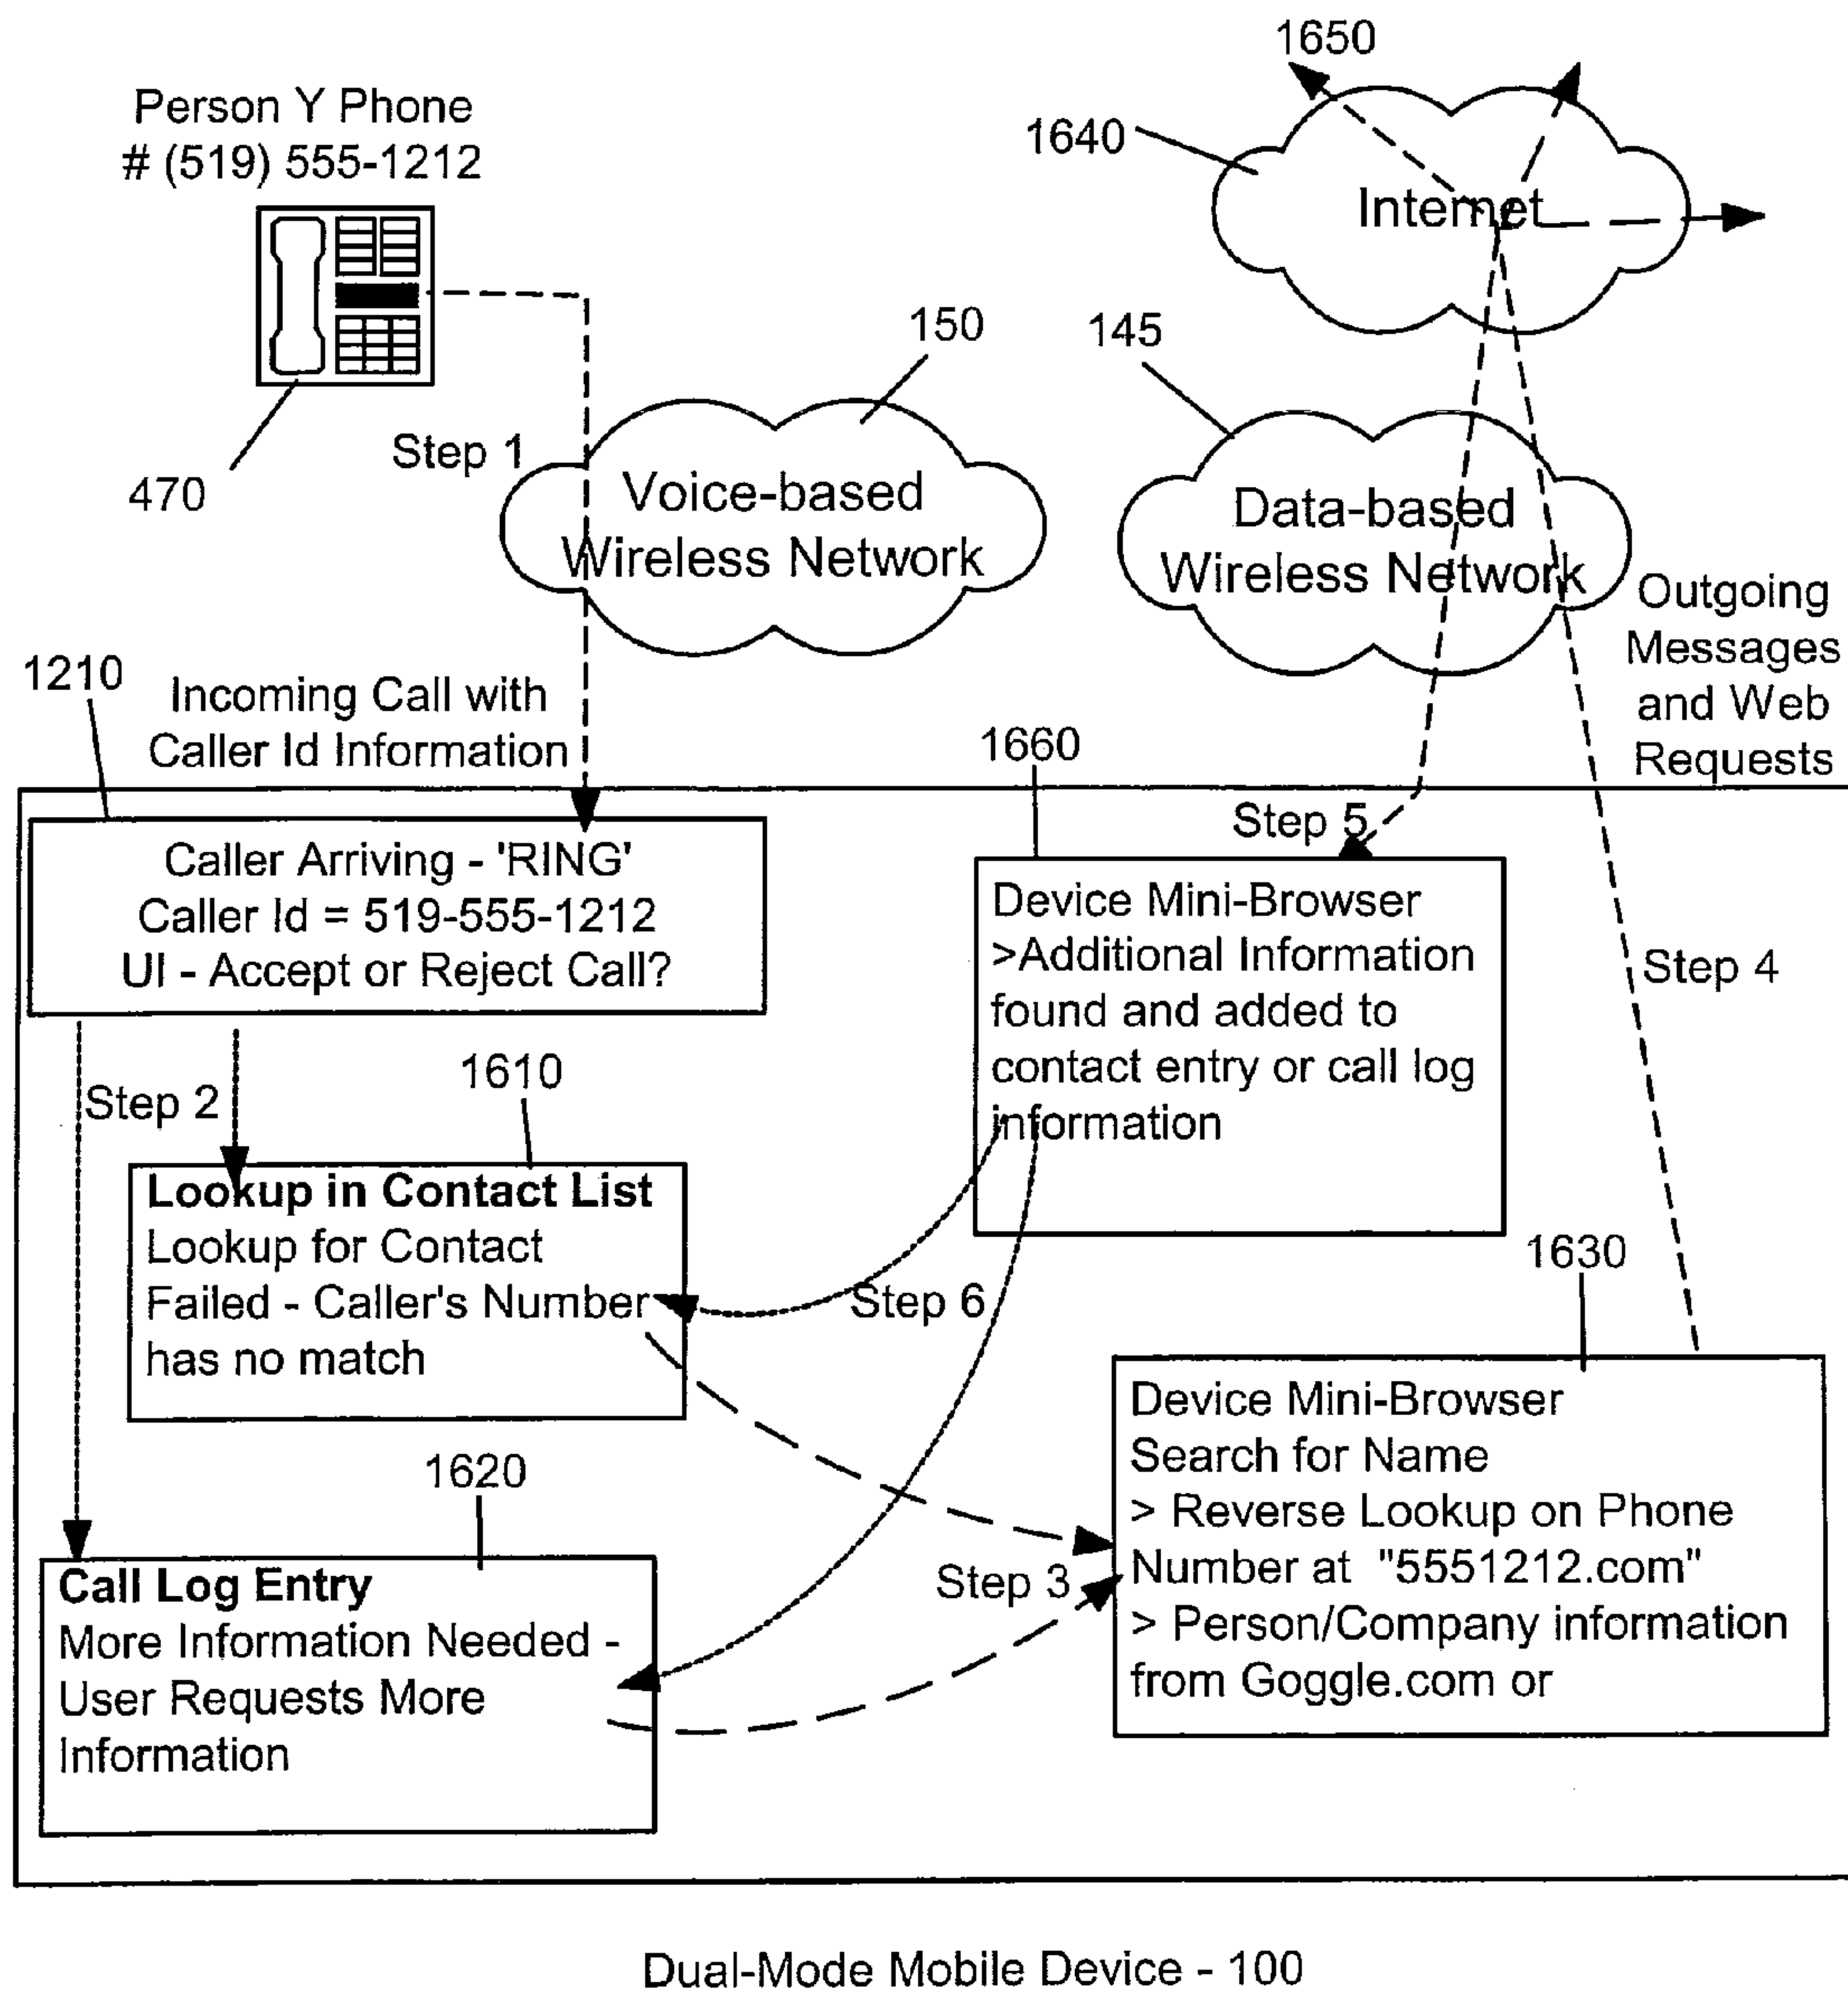 1650
Person Y Phone
# (519) 555-1212
1640
Internet
150
145
Step 1
470
Voice-based
Wireless Network
Data-based
Wireless Network
Outgoing
Messages
and Web
Requests
1210
Incoming Call with
Caller Id Information
1660
Step 5
Caller Arriving - 'RING'
Caller Id = 519-555-1212
UI - Accept or Reject Call?
Device Mini-Browser
>Additional Information
found and added to
contact entry or call log
information
Step 4
Step 2
1610
Lookup in Contact List
Lookup for Contact
Failed - Caller's Number
has no match
Step 6
1630
Device Mini-Browser
Search for Name
> Reverse Lookup on Phone
Number at "5551212.com"
> Person/Company information
from Goggle.com or
1620
Call Log Entry
More Information Needed -
User Requests More
Information
Step 3
Dual-Mode Mobile Device - 100